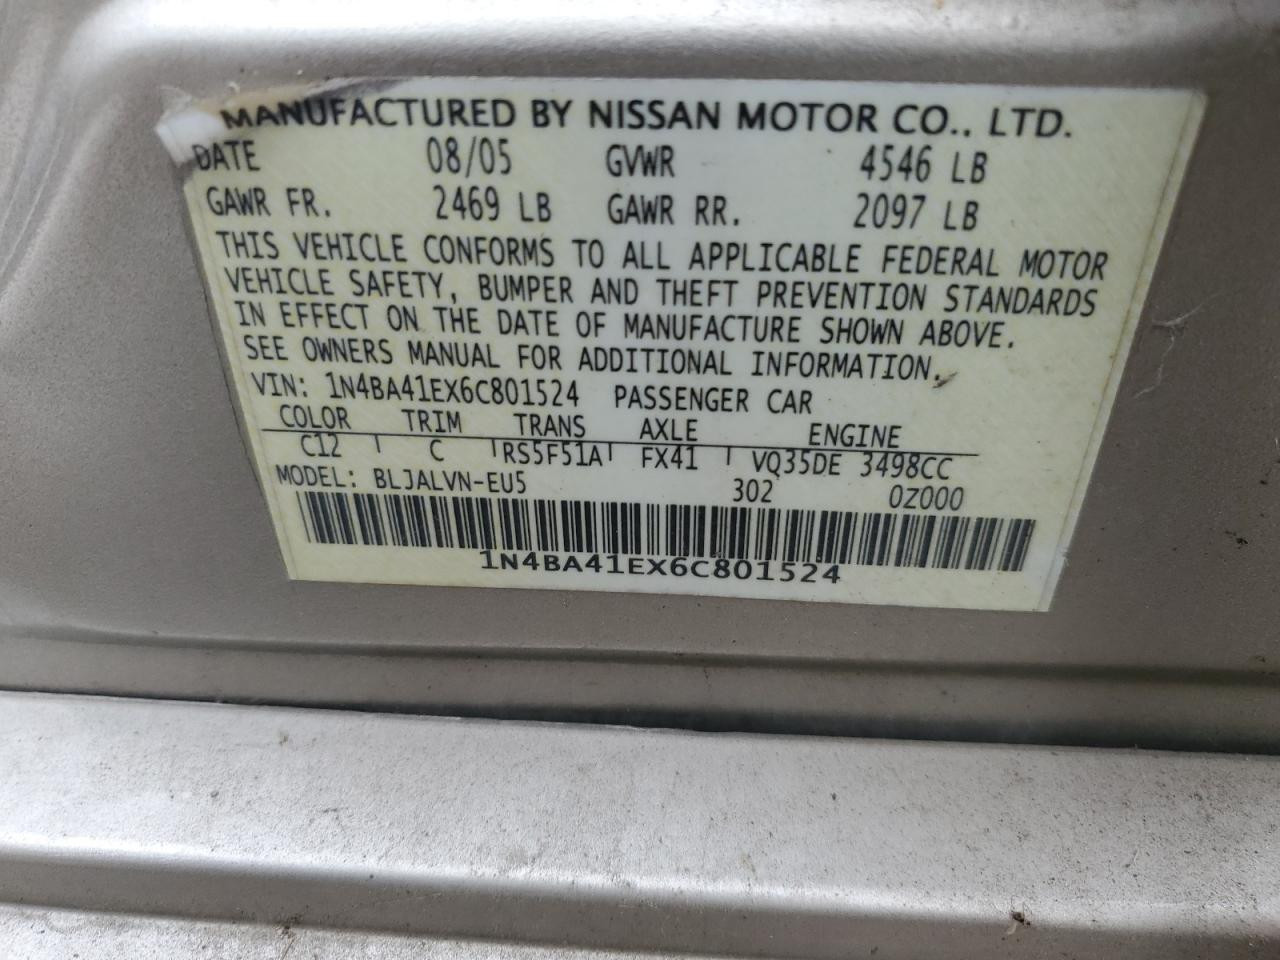 MANUFACTURED BY NISSAN MOTOR CO., LTD.
DATE 08/05 GVWR 4546 LB
GAWR FR. 2469 LB GAWR RR. 2097 LB
THIS VEHICLE CONFORMS TO ALL APPLICABLE FEDERAL MOTOR
VEHICLE SAFETY, BUMPER AND THEFT PREVENTION STANDARDS
IN EFFECT ON THE DATE OF MANUFACTURE SHOWN ABOVE.
SEE OWNERS MANUAL FOR ADDITIONAL INFORMATION.
VIN: 1N4BA41EX6C801524 PASSENGER CAR
COLOR TRIM TRANS AXLE ENGINE
C12 C RS5F51A FX41 VQ35DE 3498CC
MODEL: BLJALVN-EU5 302 0Z000
1N4BA41EX6C801524